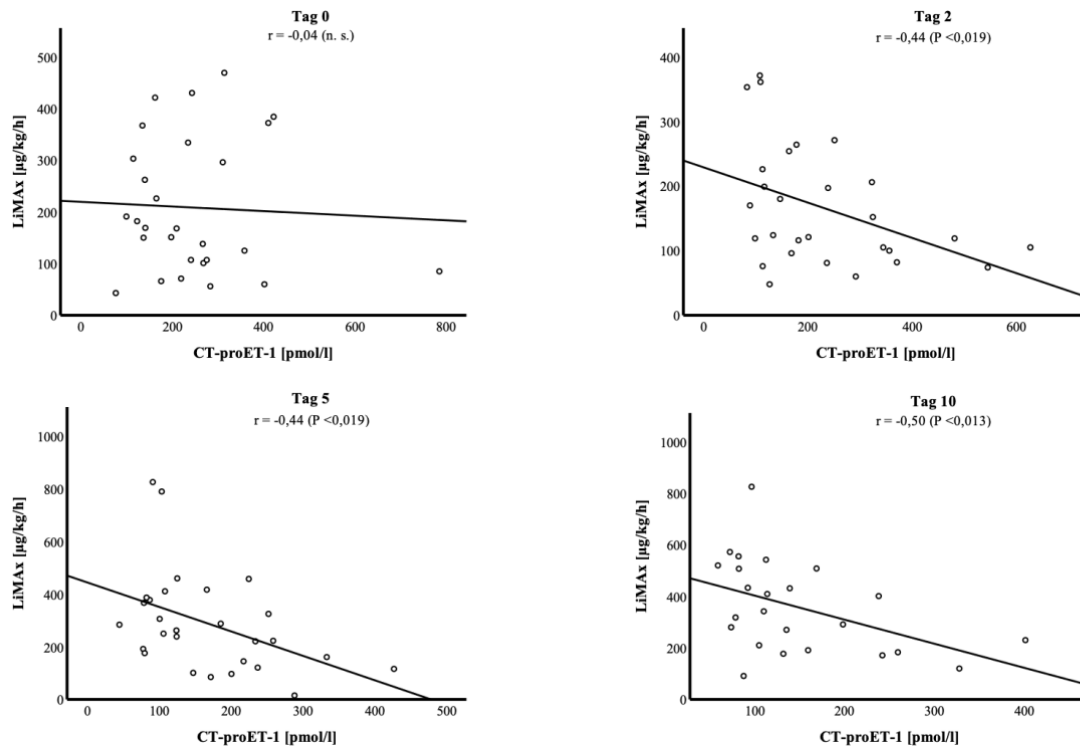 Tag 0
r = -0,04 (n. s.)
LiMAx [µg/kg/h]
500
400
300
200
100
0
0 200 400 600 800
CT-proET-1 [pmol/l]
Tag 2
r = -0,44 (P <0,019)
LiMAx [µg/kg/h]
400
300
200
100
0
0 200 400 600
CT-proET-1 [pmol/l]
Tag 5
r = -0,44 (P <0,019)
LiMAx [µg/kg/h]
1000
800
600
400
200
0
0 100 200 300 400 500
CT-proET-1 [pmol/l]
Tag 10
r = -0,50 (P <0,013)
LiMAx [µg/kg/h]
1000
800
600
400
200
0
100 200 300 400
CT-proET-1 [pmol/l]